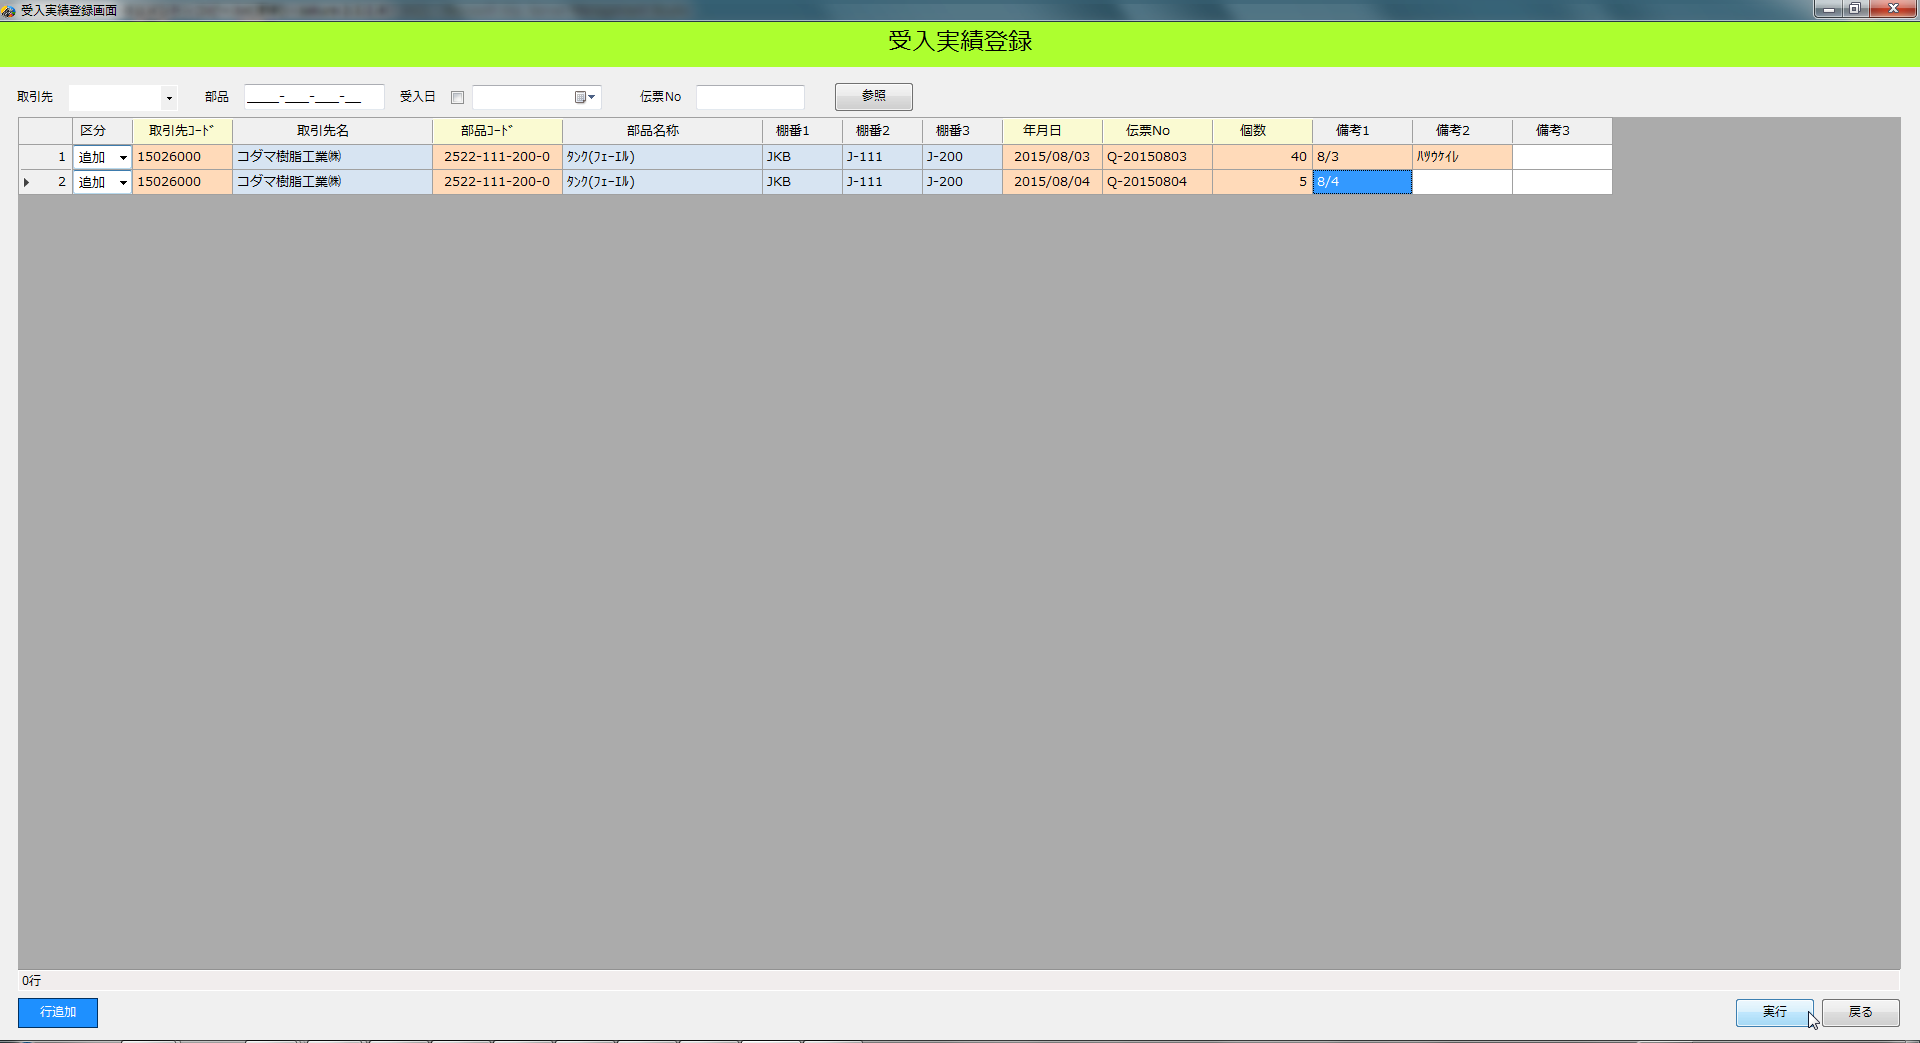 受入実績登録画面
受入実績登録
取引先 部品 ____-___-___-__ 受入日 伝票No 参照
区分 取引先ｺｰﾄﾞ 取引先名 部品ｺｰﾄﾞ 部品名称 棚番1 棚番2 棚番3 年月日 伝票No 個数 備考1 備考2 備考3
1 追加 15026000 コダマ樹脂工業㈱ 2522-111-200-0 ﾀﾝｸ(ﾌｭｰｴﾙ) JKB J-111 J-200 2015/08/03 Q-20150803 40 8/3 ﾊﾂｳｹｲﾚ
2 追加 15026000 コダマ樹脂工業㈱ 2522-111-200-0 ﾀﾝｸ(ﾌｭｰｴﾙ) JKB J-111 J-200 2015/08/04 Q-20150804 5 8/4
0行
行追加 実行 戻る